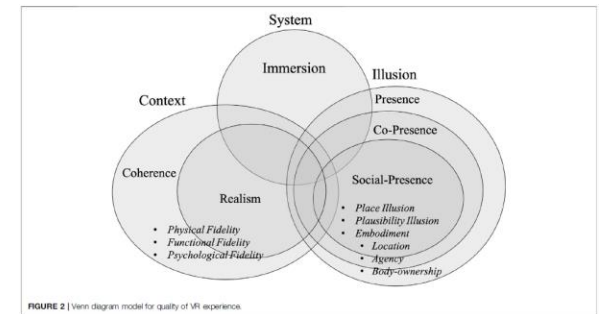 System
Immersion
Illusion
Presence
Context
Co-Presence
Coherence
Social-Presence
Realism
• Place Illusion
• Plausibility Illusion
• Physical Fidelity
• Embodiment
• Functional Fidelity
• Location
• Psychological Fidelity
• Agency
• Body-ownership
FIGURE 2 | Venn diagram model for quality of VR experience.